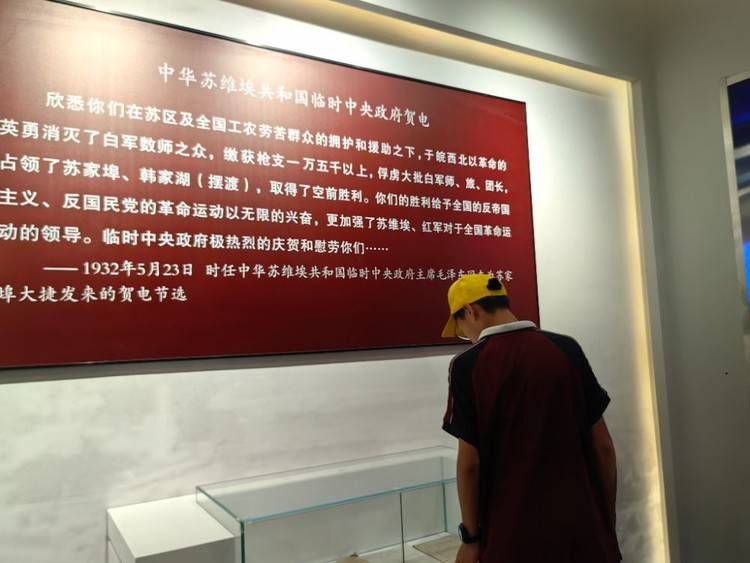 中华苏维埃共和国临时中央政府贺电
欣悉你们在苏区及全国工农劳苦群众的拥护和援助之下，于皖西北以革命的
英勇消灭了白军数师之众，缴获枪支一万五千以上，俘虏大批白军师、旅、团长，
占领了苏家埠、韩家湖（摆渡），取得了空前胜利。你们的胜利给予全国的反帝国
主义、反国民党的革命运动以无限的兴奋，更加强了苏维埃、红军对于全国革命运
动的领导。临时中央政府极热烈的庆贺和慰劳你们……
——1932年5月23日 时任中华苏维埃共和国临时中央政府主席毛泽东 苏家
埠大捷发来的贺电节选